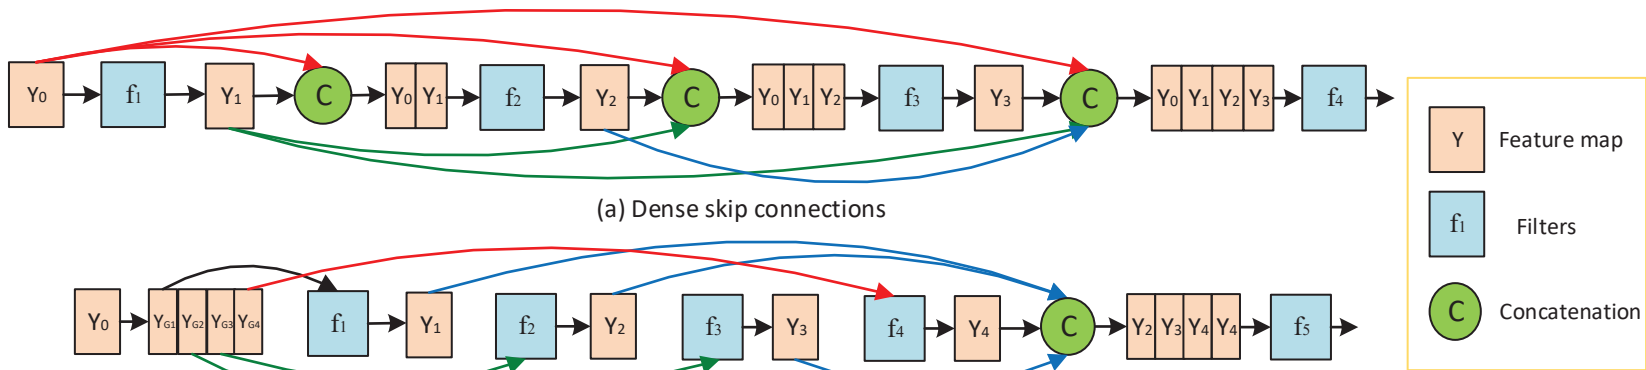 Y0 f1 Y1 C Y0 Y1 f2 Y2 C Y0 Y1 Y2 f3 Y3 C Y0 Y1 Y2 Y3 f4
(a) Dense skip connections
Y0 YG1 YG2 YG3 YG4 f1 Y1 f2 Y2 f3 Y3 f4 Y4 C Y2 Y3 Y4 Y4 f5
Y Feature map
f1 Filters
C Concatenation